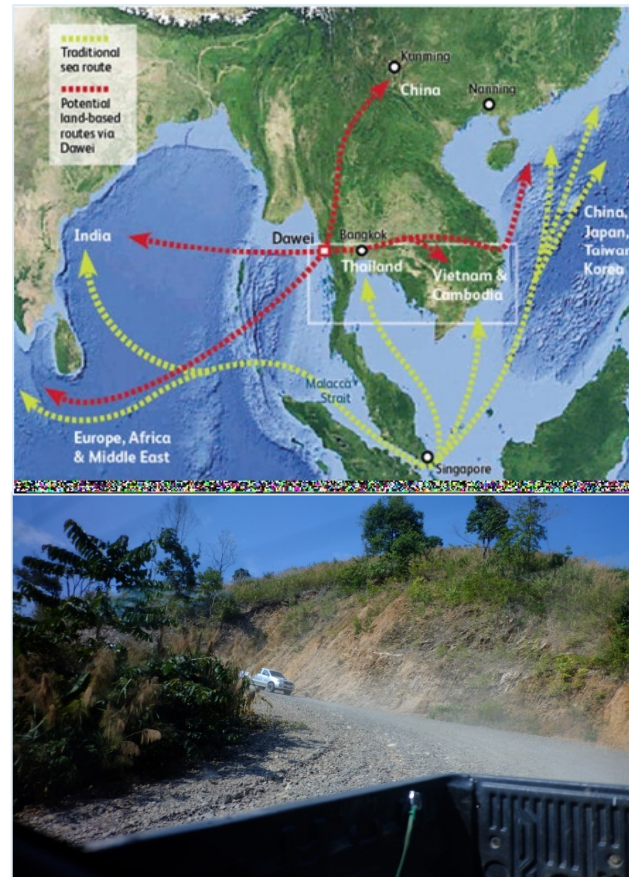 Traditional
sea route
Potential
land-based
routes via
Dawei
Kunming
China
Nanning
India
Dawei
Bangkok
Thailand
Vietnam &
Cambodia
China,
Japan,
Taiwan
Korea
Malacca
Strait
Europe, Africa
& Middle East
Singapore